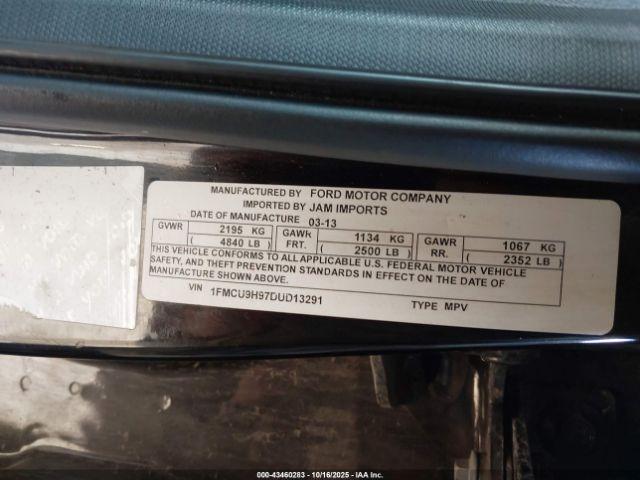 MANUFACTURED BY FORD MOTOR COMPANY
IMPORTED BY JAM IMPORTS
DATE OF MANUFACTURE 03-13
GVWR 2195 KG GAWR 1134 KG GAWR 1067 KG
( 4840 LB ) FRT. ( 2500 LB ) RR. ( 2352 LB )
THIS VEHICLE CONFORMS TO ALL APPLICABLE U.S. FEDERAL MOTOR VEHICLE
SAFETY, AND THEFT PREVENTION STANDARDS IN EFFECT ON THE DATE OF
MANUFACTURE SHOWN ABOVE.
VIN 1FMCU9H97DUD13291 TYPE MPV
000-43460283 - 10/16/2025 - IAA Inc.